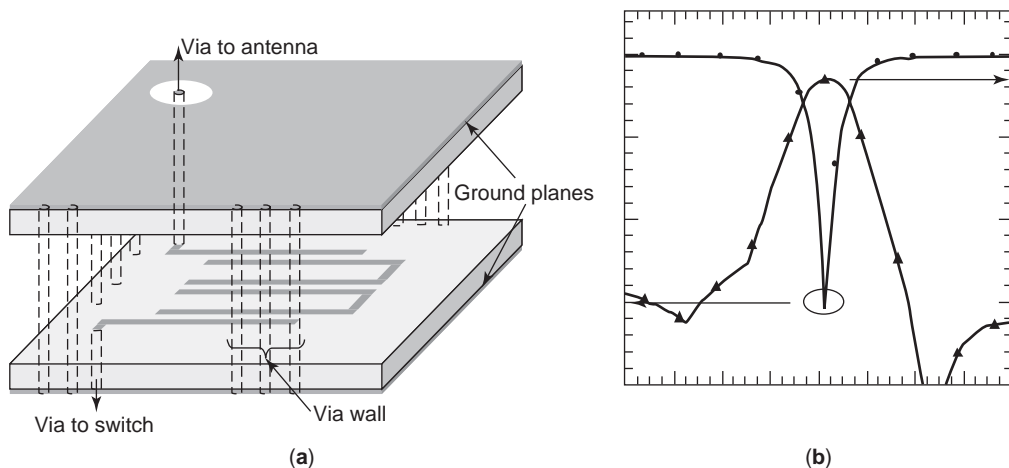 Via to antenna
Ground planes
Via wall
Via to switch
(a)
(b)